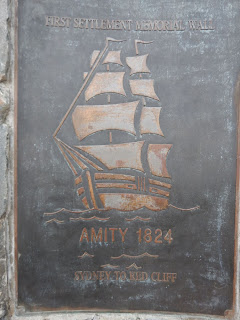 FIRST SETTLEMENT MEMORIAL WALL
AMITY 1824
SYDNEY TO RED CLIFF